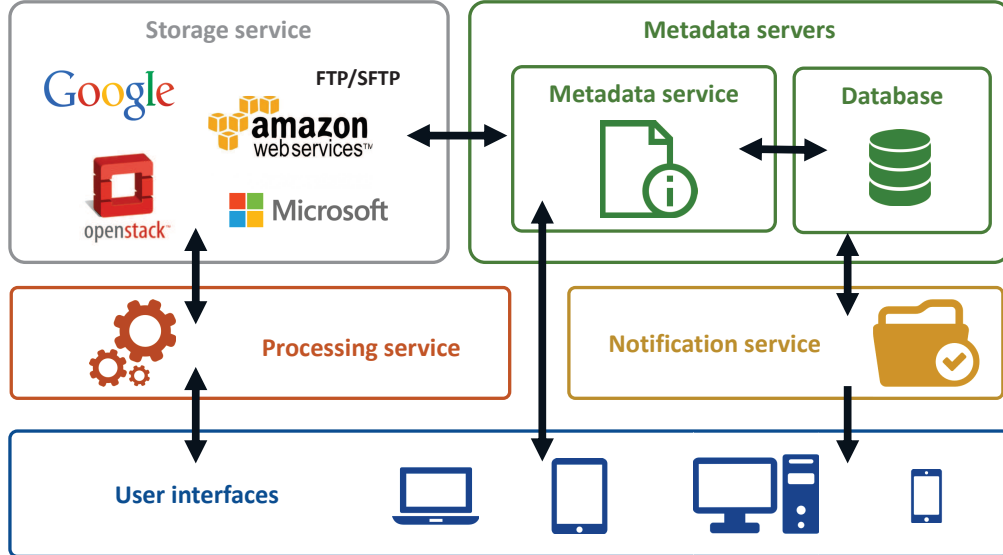 Storage service
Google
FTP/SFTP
amazon
webservices™
openstack™
Microsoft
Metadata servers
Metadata service
i
Database
Processing service
Notification service
User interfaces